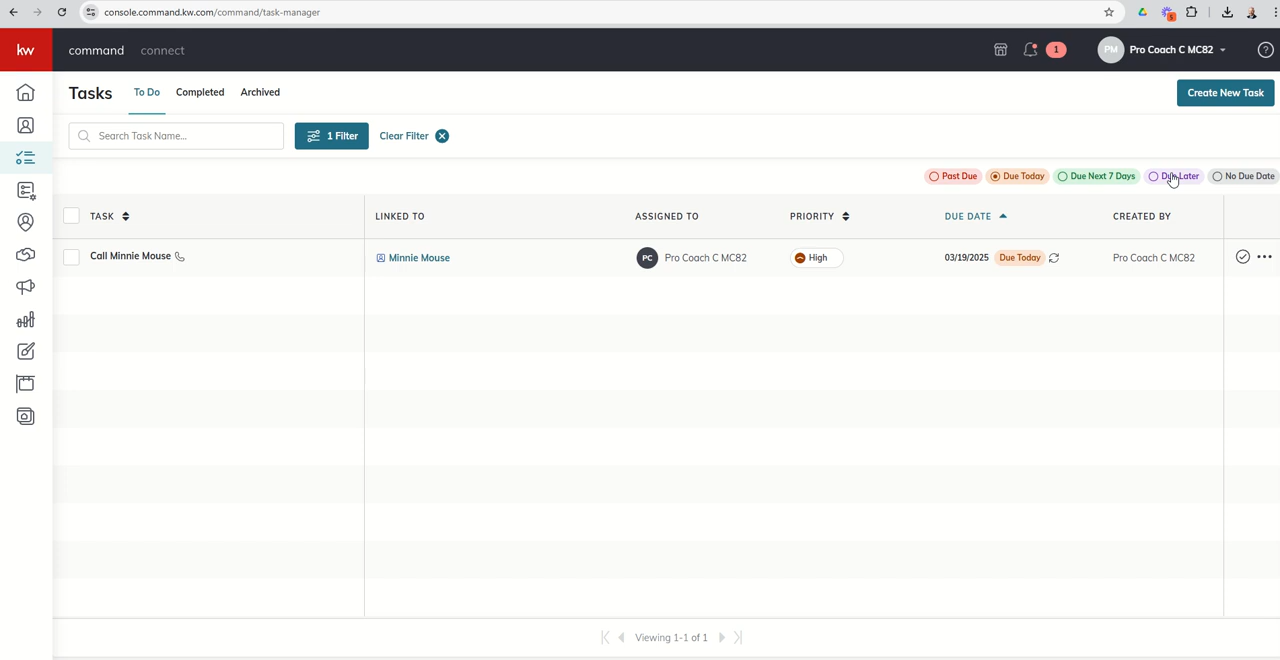 console.command.kw.com/command/task-manager
5
kw command connect 1 PM Pro Coach C MC82 ?
Tasks To Do Completed Archived Create New Task
Search Task Name... 1 Filter Clear Filter
Past Due Due Today Due Next 7 Days Due Later No Due Date
TASK LINKED TO ASSIGNED TO PRIORITY DUE DATE CREATED BY
Call Minnie Mouse Minnie Mouse PC Pro Coach C MC82 High 03/19/2025 Due Today Pro Coach C MC82
Viewing 1-1 of 1